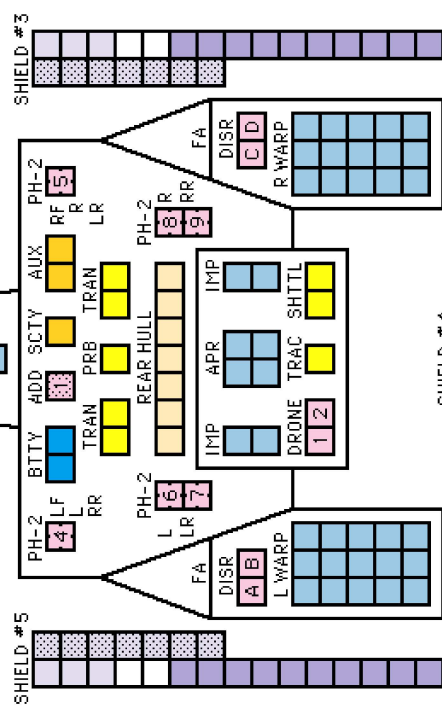 SHIELD #5
SHIELD #3
PH-2
4
LF
L
RR
BTTY
ADD
1
SCTY
AUX
PH-2
5
RF
R
LR
TRAN
PRB
TRAN
PH-2
6
7
L
LR
REAR HULL
PH-2
8
9
R
RR
FA
DISR
A B
L WARP
IMP
APR
IMP
DRONE
1 2
TRAC
SHTTL
FA
DISR
C D
R WARP